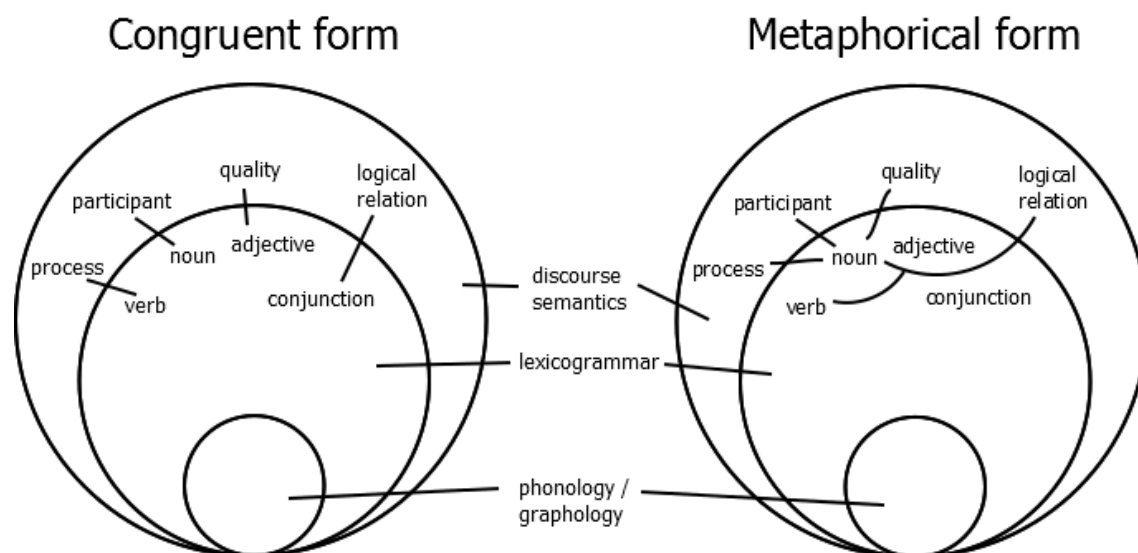 Congruent form
Metaphorical form
quality
logical
relation
participant
adjective
noun
process
verb
conjunction
discourse
semantics
lexicogrammar
phonology /
graphology
quality
logical
relation
participant
adjective
noun
process
verb
conjunction